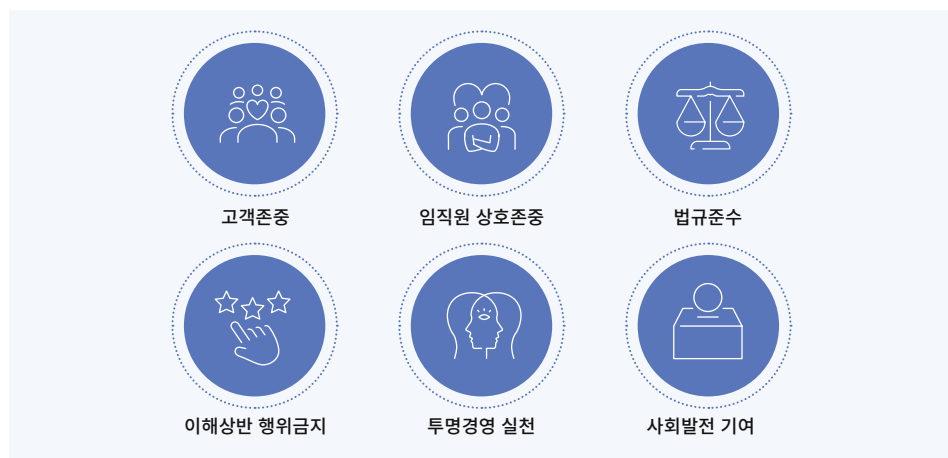 고객존중
임직원 상호존중
법규준수
이해상반 행위금지
투명경영 실천
사회발전 기여